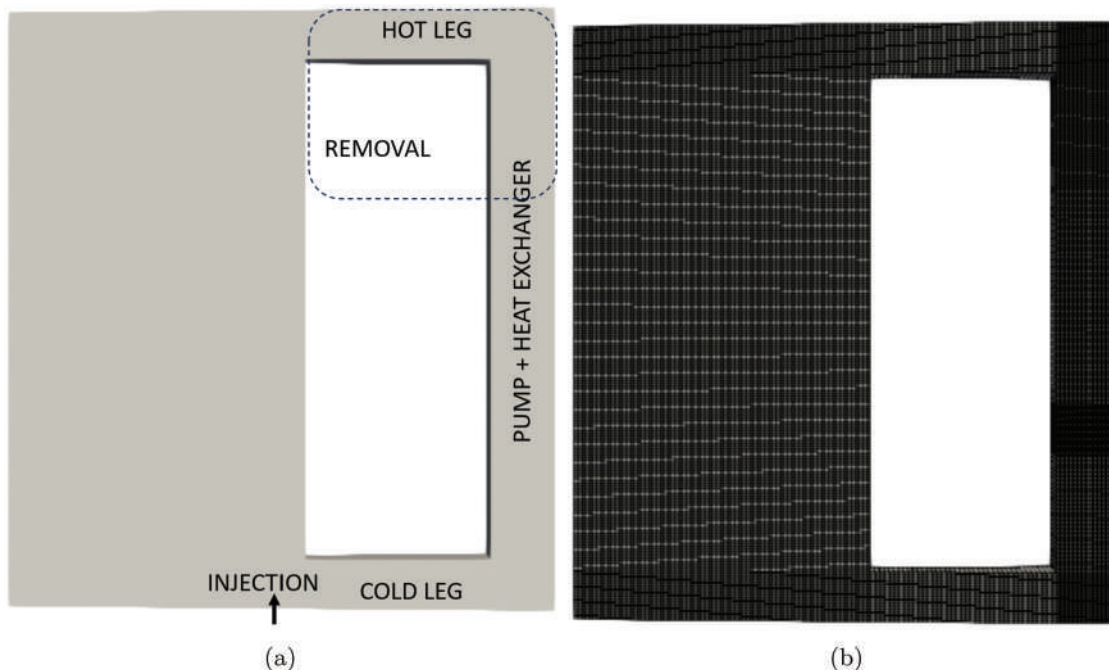 HOT LEG
REMOVAL
PUMP + HEAT EXCHANGER
INJECTION
COLD LEG
(a)
(b)